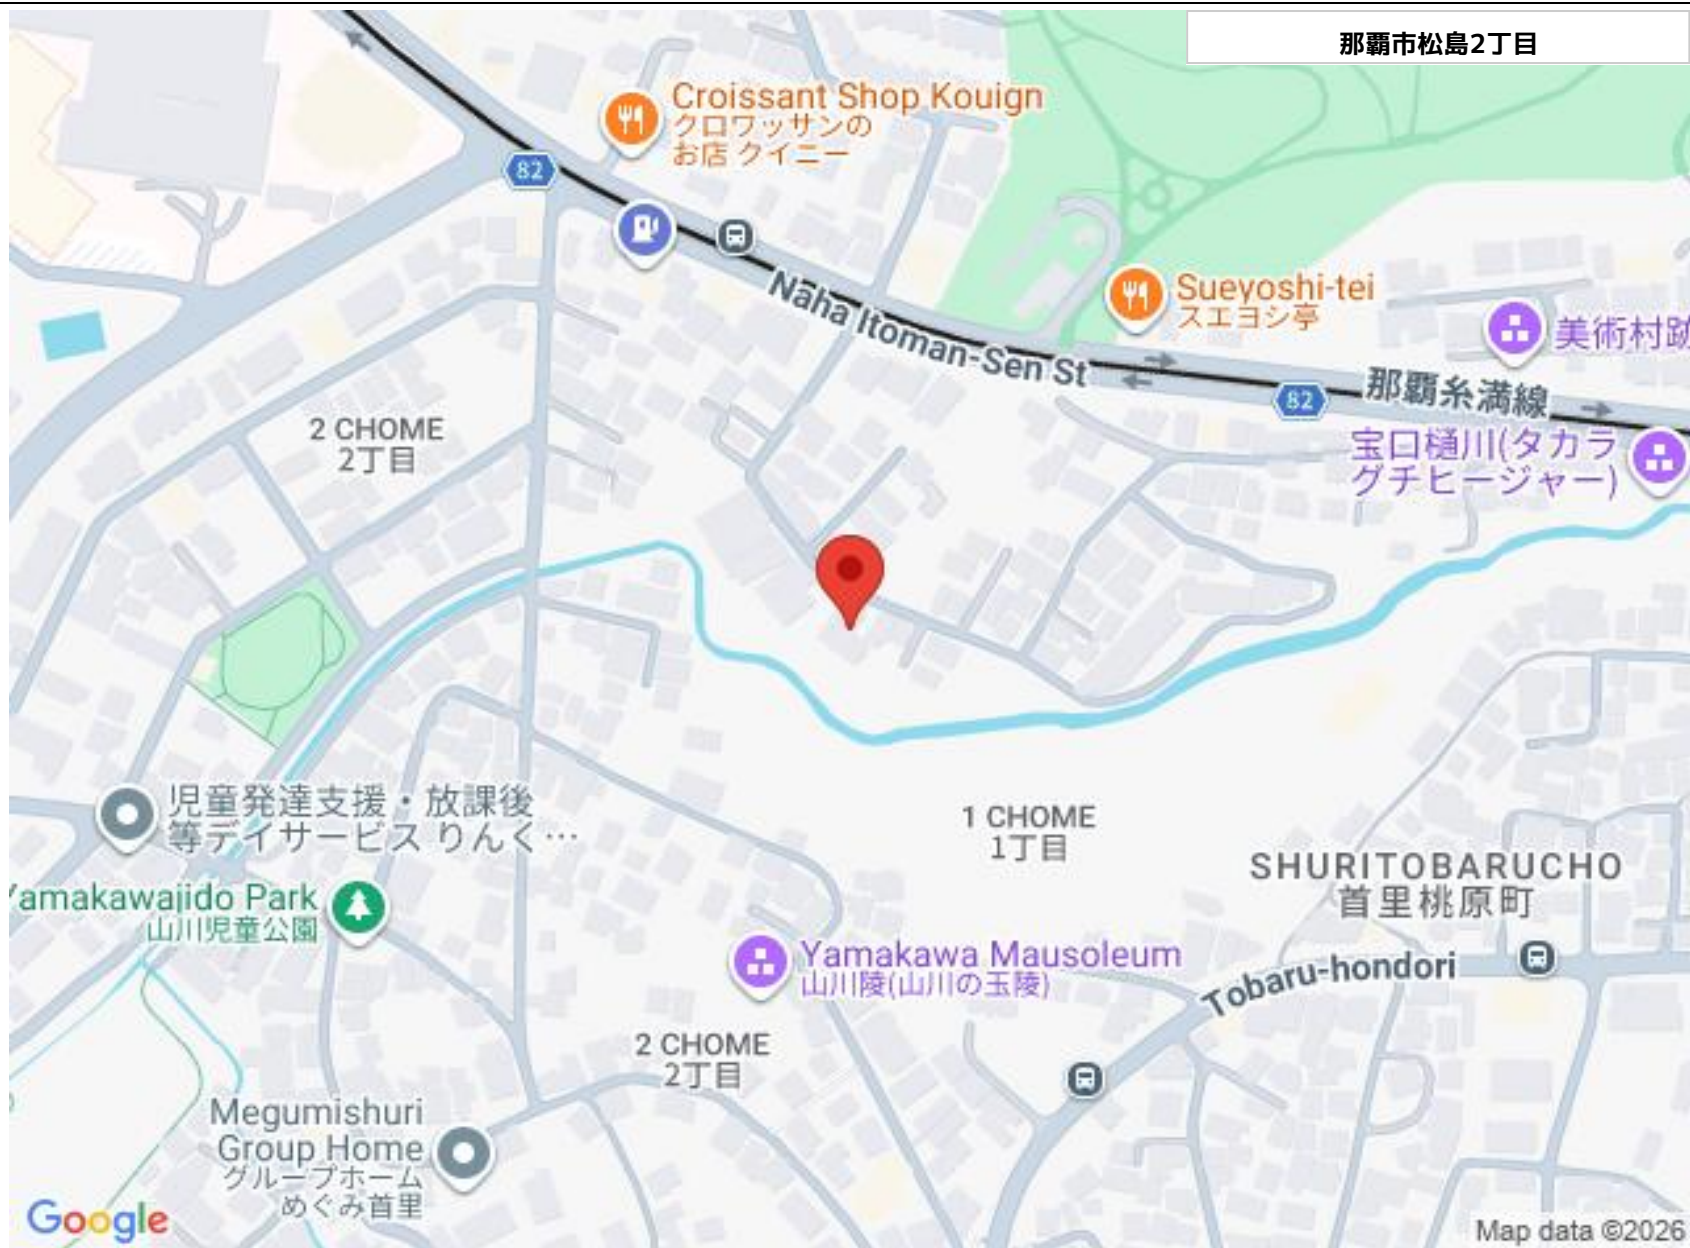 那覇市松島2丁目
Croissant Shop Kouign
クロワッサンの
お店 クイニー
82
Naha Itoman-Sen St
Sueyoshi-tei
スエヨシ亭
美術村跡
82
那覇糸満線
宝口樋川(タカラ
グチヒージャー)
2 CHOME
2丁目
児童発達支援・放課後
等デイサービス りんく…
1 CHOME
1丁目
SHURITOBARUCHO
首里桃原町
Yamakawajido Park
山川児童公園
Yamakawa Mausoleum
山川陵(山川の玉陵)
Tobaru-hondori
2 CHOME
2丁目
Megumishuri
Group Home
グループホーム
めぐみ首里
Google
Map data ©2026